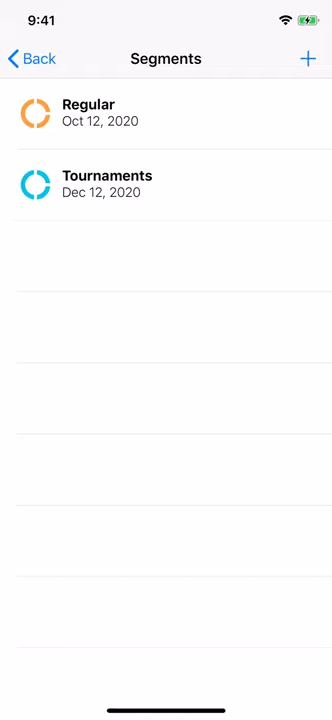 9:41
Back
Segments
+
Regular
Oct 12, 2020
Tournaments
Dec 12, 2020